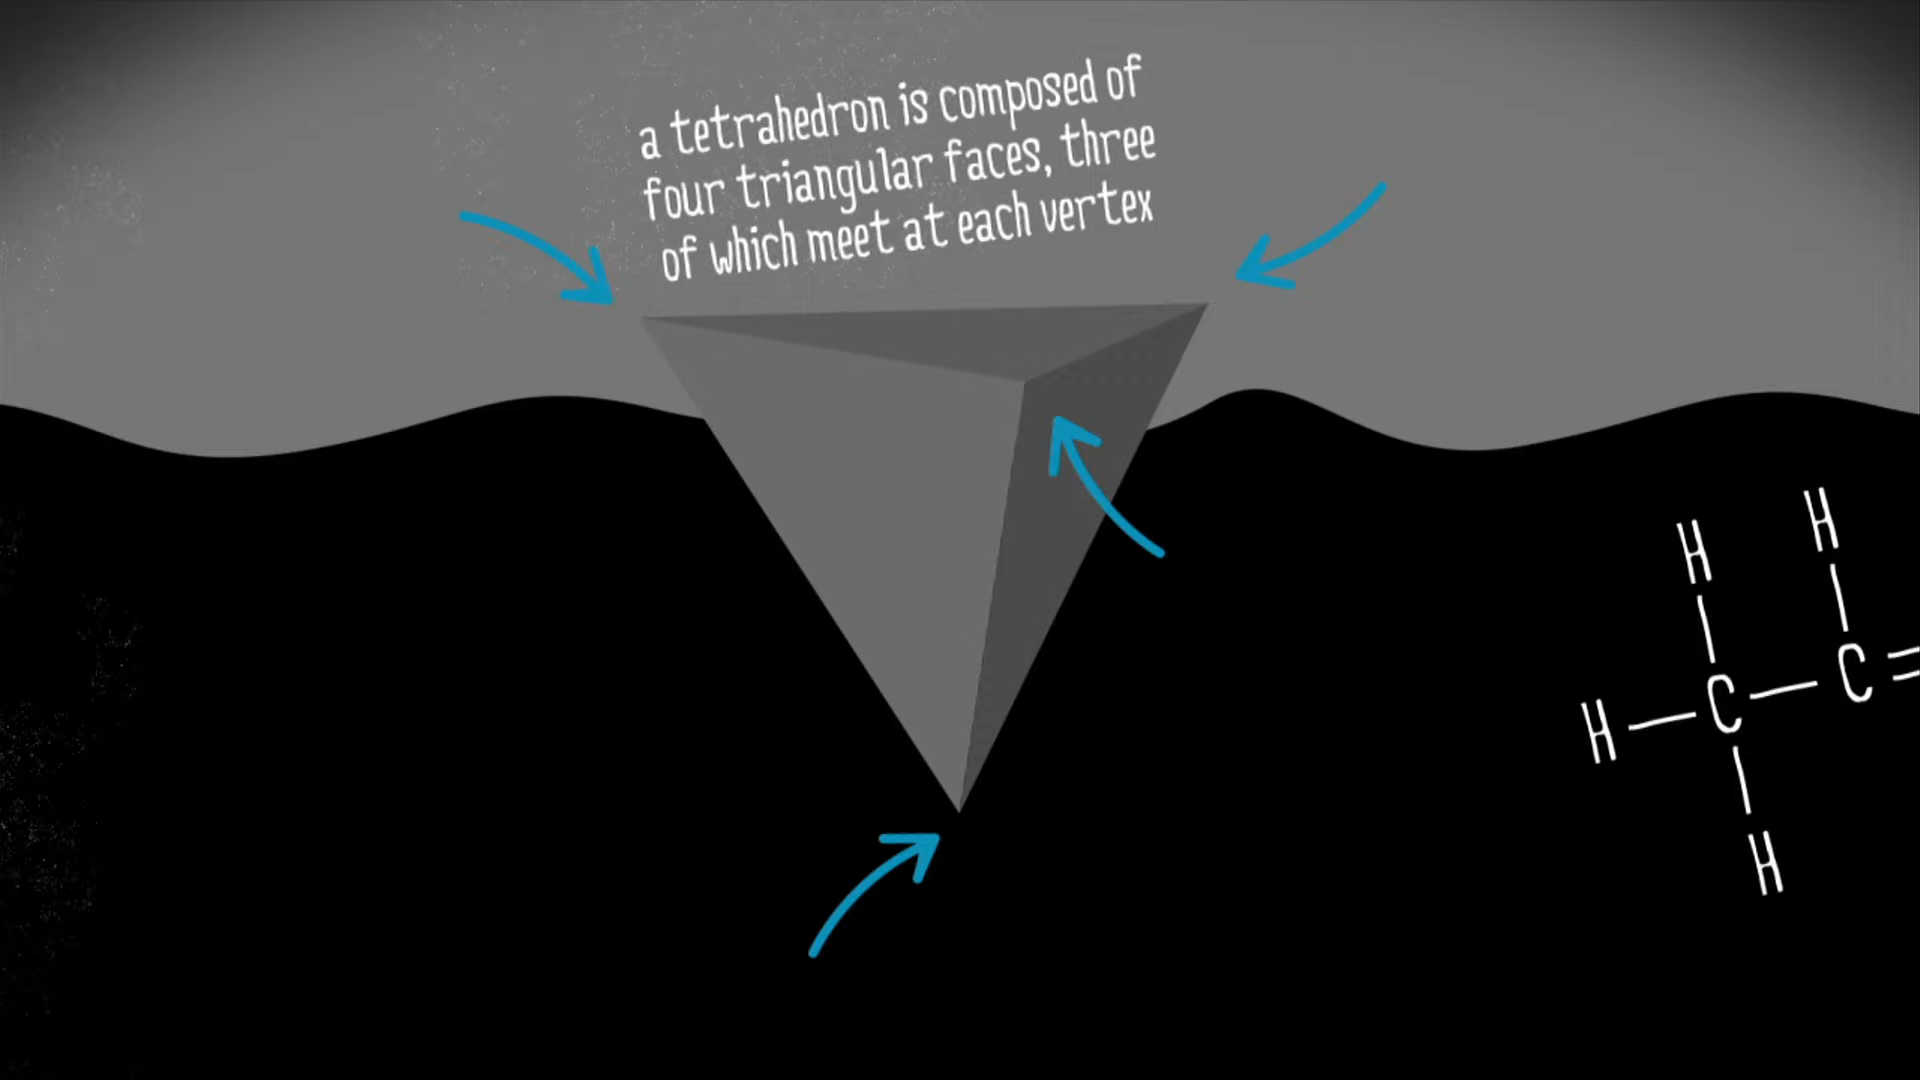 a tetrahedron is composed of
four triangular faces, three
of which meet at each vertex
H H
H — C — C =
H